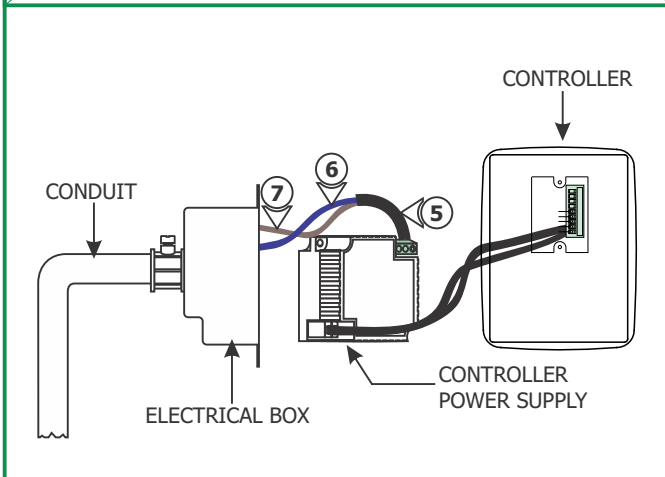 CONTROLLER
6
7
5
CONDUIT
CONTROLLER
POWER SUPPLY
ELECTRICAL BOX